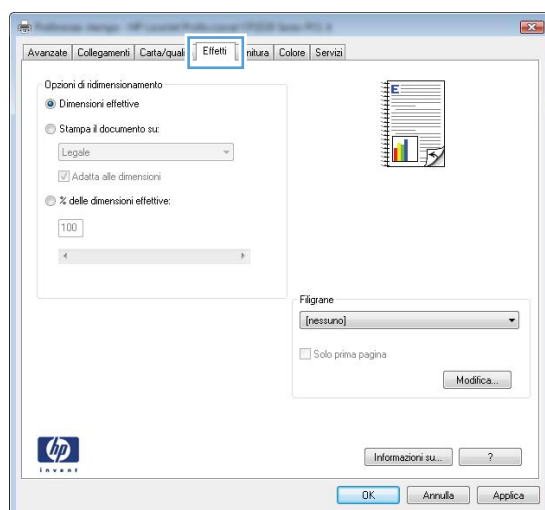 Avanzate Collegamenti Carta/quali Effetti nitura Colore Servizi
Opzioni di ridimensionamento
Dimensioni effettive
Stampa il documento su:
Legale
Adatta alle dimensioni
% delle dimensioni effettive:
100
E
Filigrane
[nessuno]
Solo prima pagina
Modifica...
hp
invent
Informazioni su... ?
OK Annulla Applica